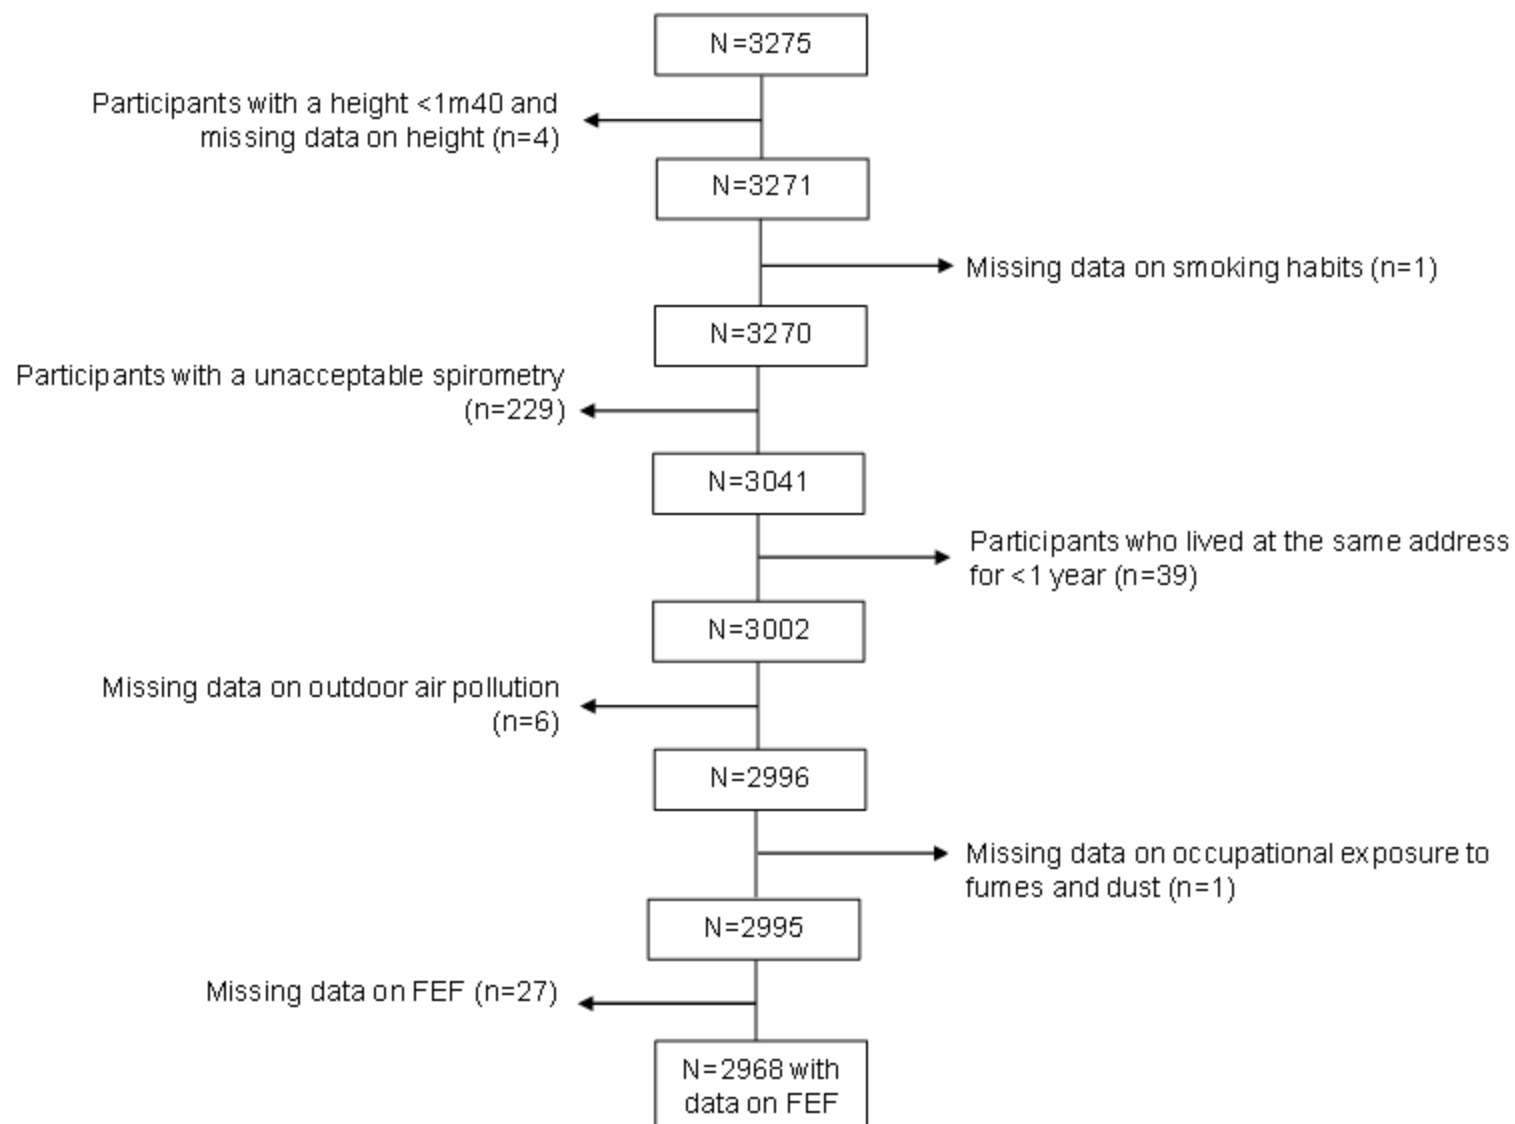 N=3275
Participants with a height <1m40 and
missing data on height (n=4)
N=3271
Missing data on smoking habits (n=1)
N=3270
Participants with a unacceptable spirometry
(n=229)
N=3041
Participants who lived at the same address
for <1 year (n=39)
N=3002
Missing data on outdoor air pollution
(n=6)
N=2996
Missing data on occupational exposure to
fumes and dust (n=1)
N=2995
Missing data on FEF (n=27)
N=2968 with
data on FEF